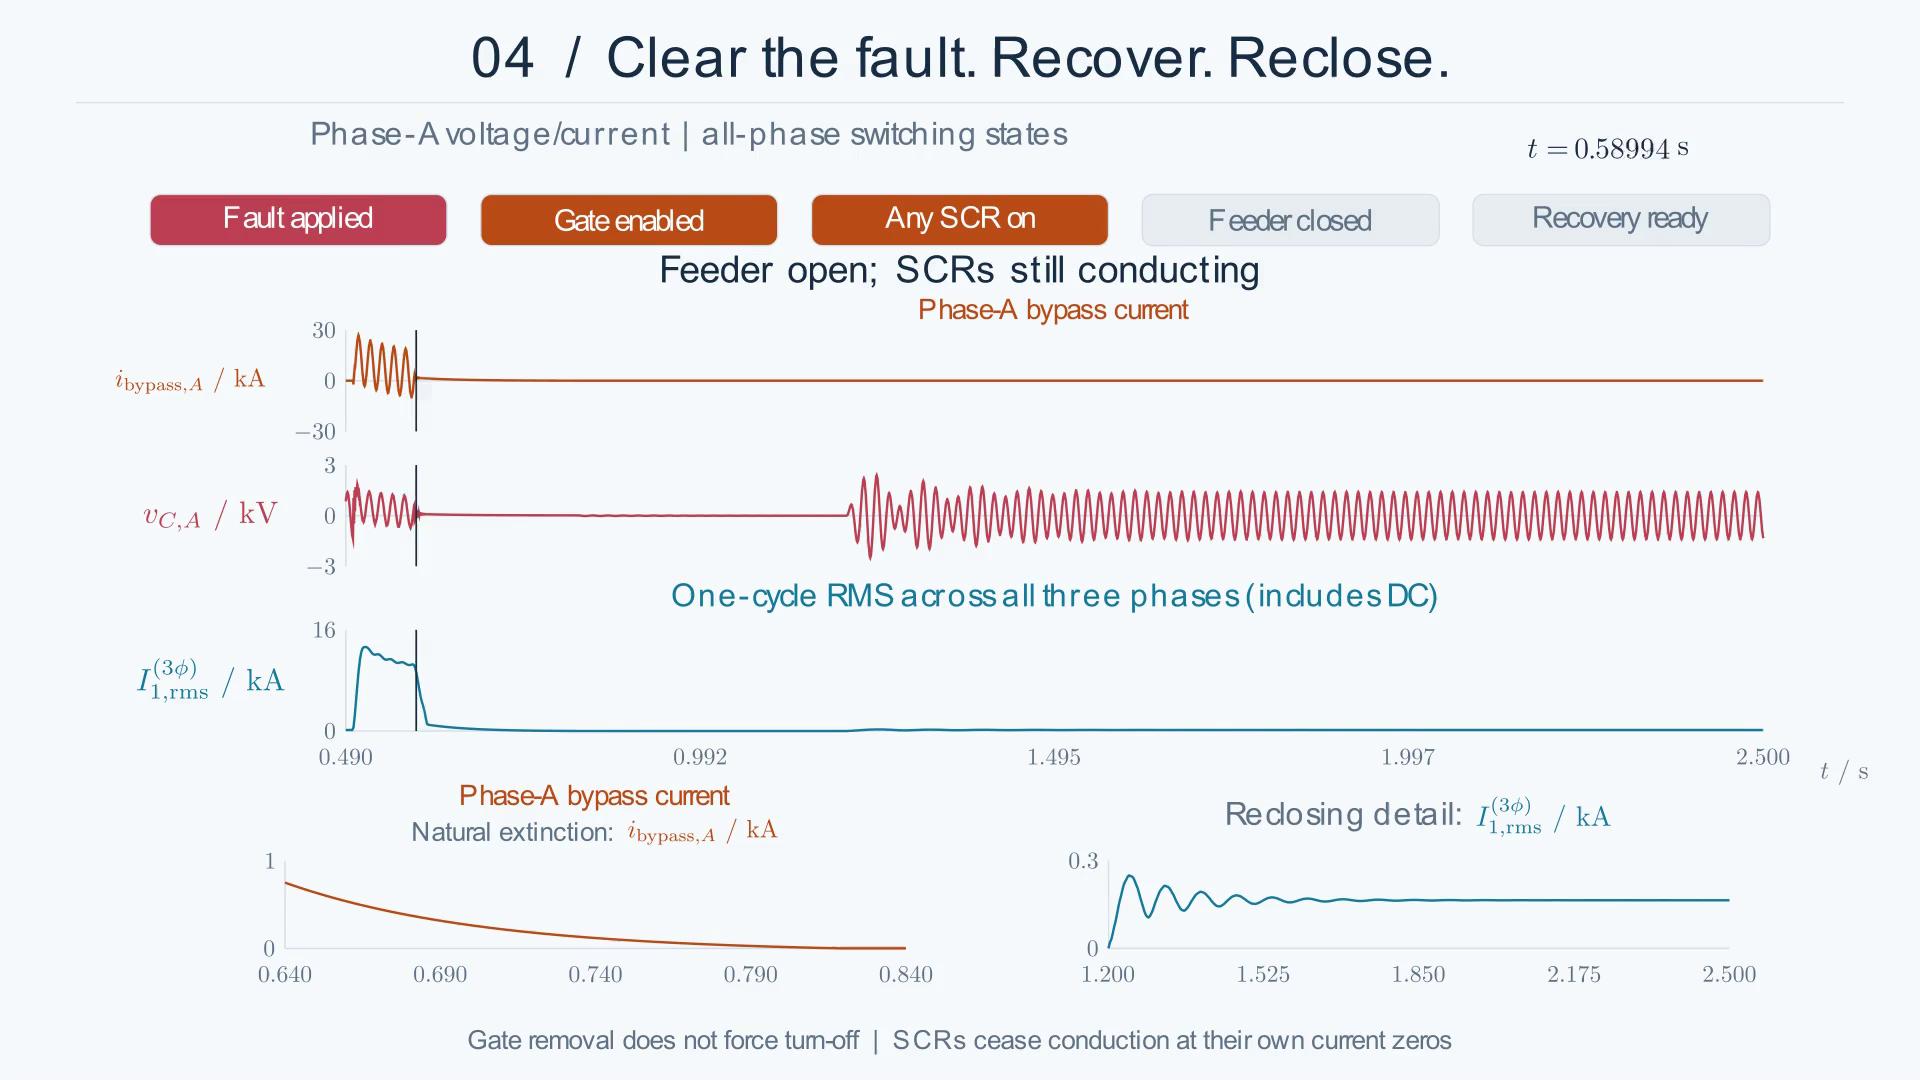 04 / Clear the fault. Recover. Reclose.
Phase-A voltage/current | all-phase switching states
t = 0.58994 s
Fault applied
Gate enabled
Any SCR on
Feeder closed
Recovery ready
Feeder open; SCRs still conducting
Phase-A bypass current
30
0
−30
i_bypass,A / kA
3
0
−3
v_C,A / kV
One-cycle RMS across all three phases (includes DC)
16
0
I_1,rms^(3ϕ) / kA
0.490 0.992 1.495 1.997 2.500
t / s
Phase-A bypass current
Natural extinction: i_bypass,A / kA
1
0
0.640 0.690 0.740 0.790 0.840
Reclosing detail: I_1,rms^(3ϕ) / kA
0.3
0
1.200 1.525 1.850 2.175 2.500
Gate removal does not force turn-off | SCRs cease conduction at their own current zeros